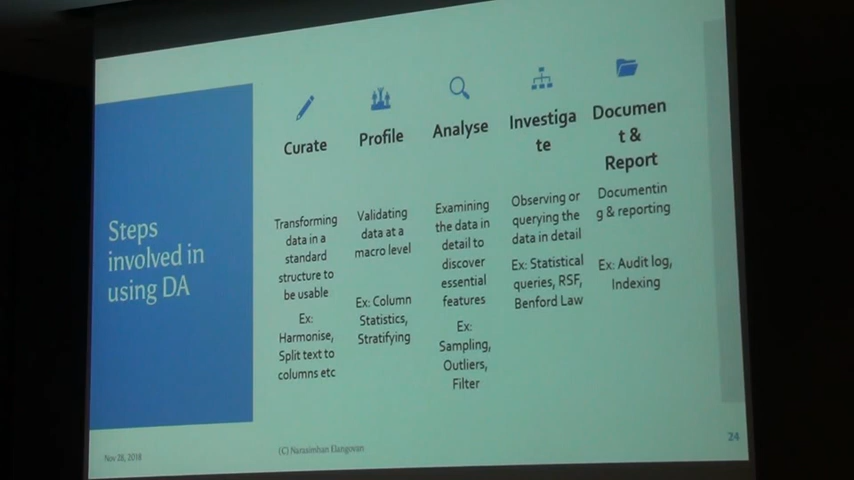 Steps
involved in
using DA
Curate
Transforming
data in a
standard
structure to
be usable
Ex:
Harmonise,
Split text to
columns etc
Profile
Validating
data at a
macro level
Ex: Column
Statistics,
Stratifying
Analyse
Examining
the data in
detail to
discover
essential
features
Ex:
Sampling,
Outliers,
Filter
Investiga
te
Observing or
querying the
data in detail
Ex: Statistical
queries, RSF,
Benford Law
Documen
t &
Report
Documentin
g & reporting
Ex: Audit log,
Indexing
Nov 28, 2018
(C) Narasimhan Elangovan
24